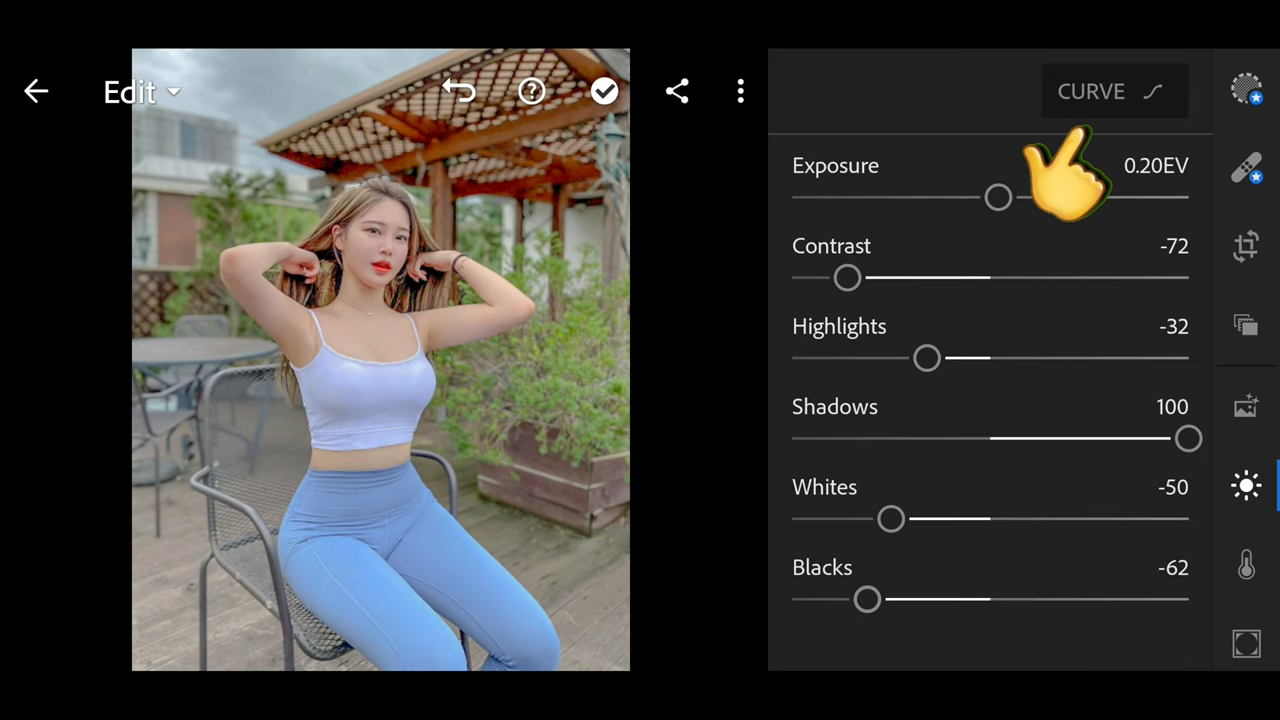 Edit
CURVE
Exposure 0.20EV
Contrast -72
Highlights -32
Shadows 100
Whites -50
Blacks -62